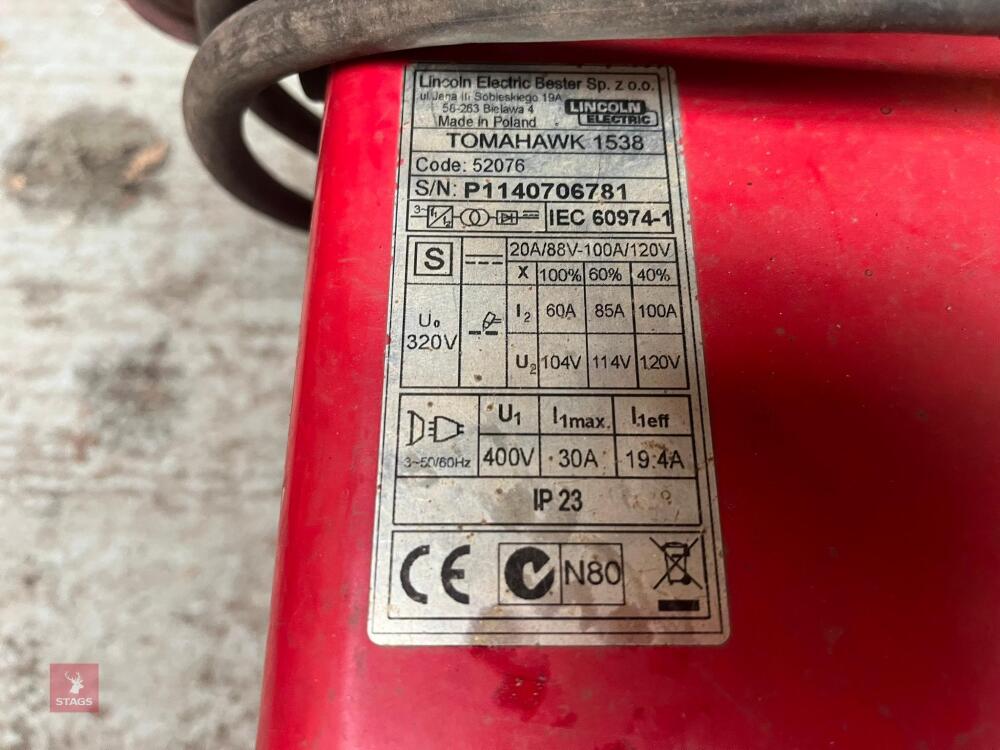 Lincoln Electric Bester Sp. z o.o.
ul.Jana III Sobieskiego 19A
58-263 Bielawa 4
Made in Poland
LINCOLN
ELECTRIC
TOMAHAWK 1538
Code: 52076
S/N: P1140706781
3~ f1 f2 IEC 60974-1
S 20A/88V-100A/120V
X 100% 60% 40%
U0 320V
I2 60A 85A 100A
U2 104V 114V 120V
U1 I1max. I1eff
3~50/60Hz 400V 30A 19.4A
IP 23
CE N80
STAGS